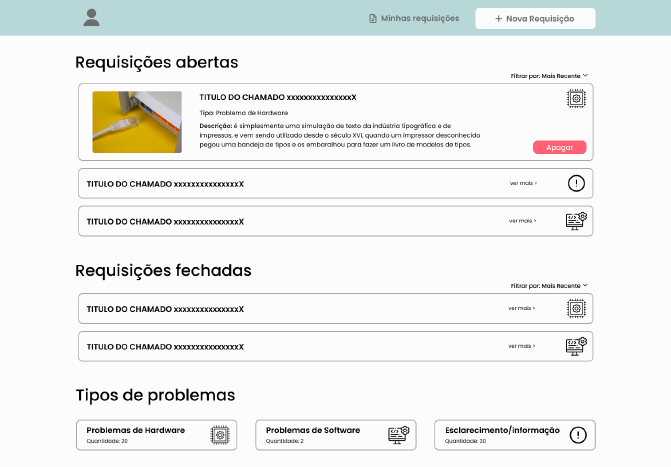 Minhas requisições
+ Nova Requisição
Requisições abertas
Filtrar por: Mais Recente
TITULO DO CHAMADO xxxxxxxxxxxxxxxX
Tipo: Problema de Hardware
Descrição: é simplesmente uma simulação de texto da indústria tipográfica e de
impressos, e vem sendo utilizado desde o século XVI, quando um impressor desconhecido
pegou uma bandeja de tipos e os embaralhou para fazer um livro de modelos de tipos.
Apagar
TITULO DO CHAMADO xxxxxxxxxxxxxxxX
ver mais >
TITULO DO CHAMADO xxxxxxxxxxxxxxxX
ver mais >
Requisições fechadas
Filtrar por: Mais Recente
TITULO DO CHAMADO xxxxxxxxxxxxxxxX
ver mais >
TITULO DO CHAMADO xxxxxxxxxxxxxxxX
ver mais >
Tipos de problemas
Problemas de Hardware
Quantidade: 20
Problemas de Software
Quantidade: 2
Esclarecimento/informação
Quantidade: 30